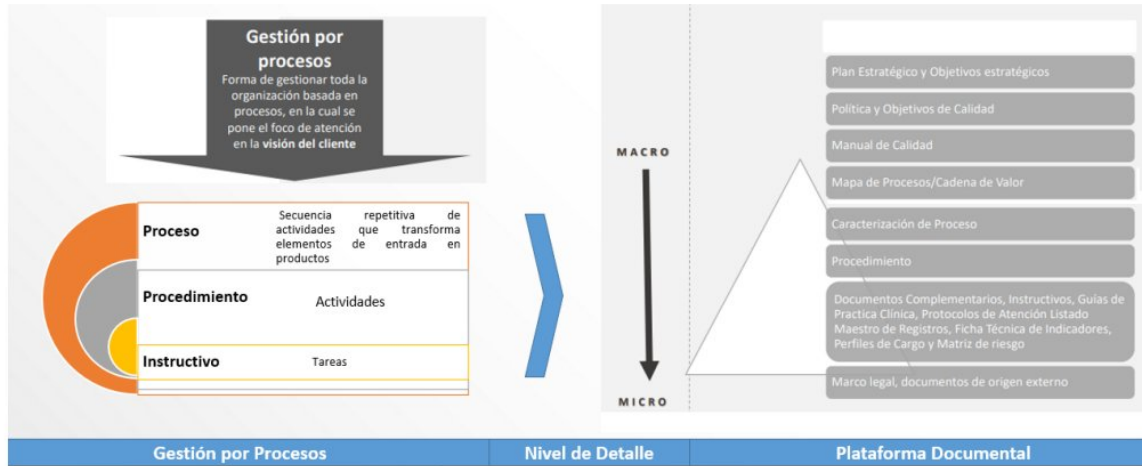 Gestión por
procesos
Forma de gestionar toda la
organización basada en
procesos, en la cual se
pone el foco de atención
en la visión del cliente
Proceso
Secuencia repetitiva de
actividades que transforma
elementos de entrada en
productos
Procedimiento
Actividades
Instructivo
Tareas
MACRO
MICRO
Plan Estratégico y Objetivos estratégicos
Política y Objetivos de Calidad
Manual de Calidad
Mapa de Procesos/Cadena de Valor
Caracterización de Proceso
Procedimiento
Documentos Complementarios, Instructivos, Guías de
Practica Clínica, Protocolos de Atención Listado
Maestro de Registros, Ficha Técnica de Indicadores,
Perfiles de Cargo y Matriz de riesgo
Marco legal, documentos de origen externo
Gestión por Procesos
Nivel de Detalle
Plataforma Documental